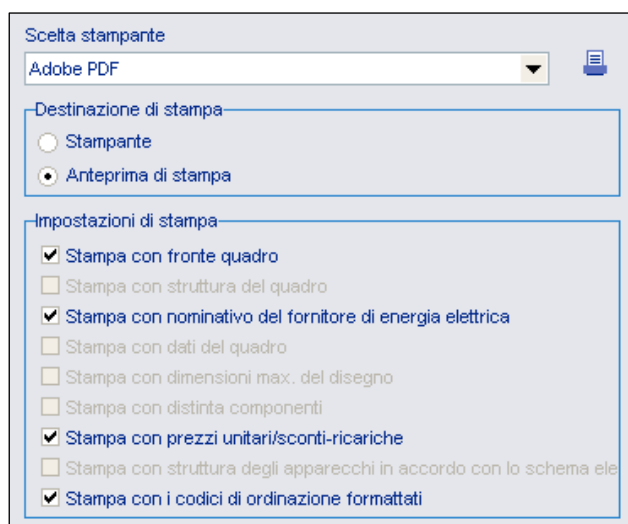 Scelta stampante
Adobe PDF
Destinazione di stampa
Stampante
Anteprima di stampa
Impostazioni di stampa
Stampa con fronte quadro
Stampa con struttura del quadro
Stampa con nominativo del fornitore di energia elettrica
Stampa con dati del quadro
Stampa con dimensioni max. del disegno
Stampa con distinta componenti
Stampa con prezzi unitari/sconti-ricariche
Stampa con struttura degli apparecchi in accordo con lo schema ele
Stampa con i codici di ordinazione formattati